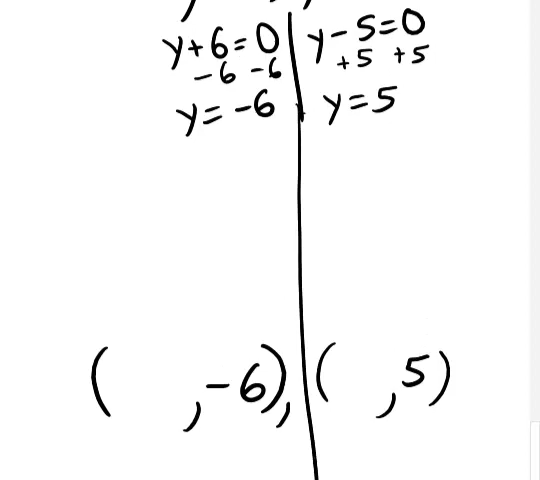 y+6=0 | y-5=0
-6 -6 +5 +5
y=-6 , y=5
( ,-6), ( ,5)